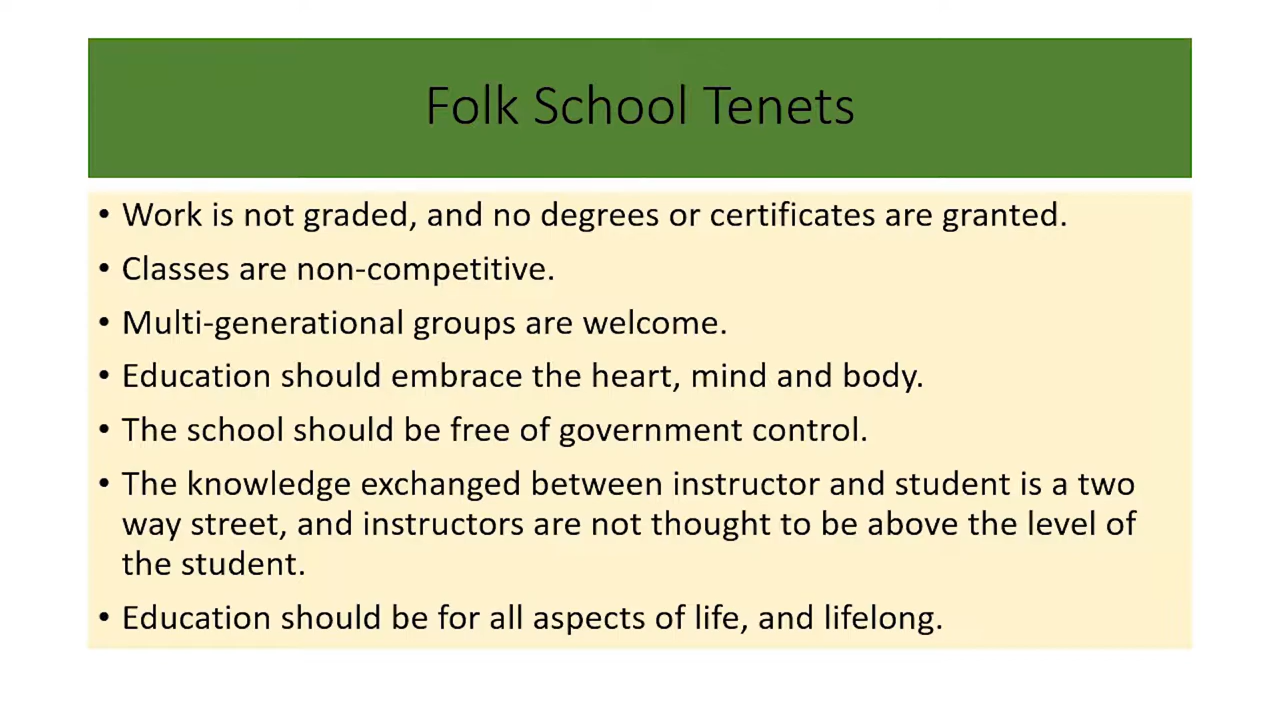 Folk School Tenets
• Work is not graded, and no degrees or certificates are granted.
• Classes are non-competitive.
• Multi-generational groups are welcome.
• Education should embrace the heart, mind and body.
• The school should be free of government control.
• The knowledge exchanged between instructor and student is a two
way street, and instructors are not thought to be above the level of
the student.
• Education should be for all aspects of life, and lifelong.